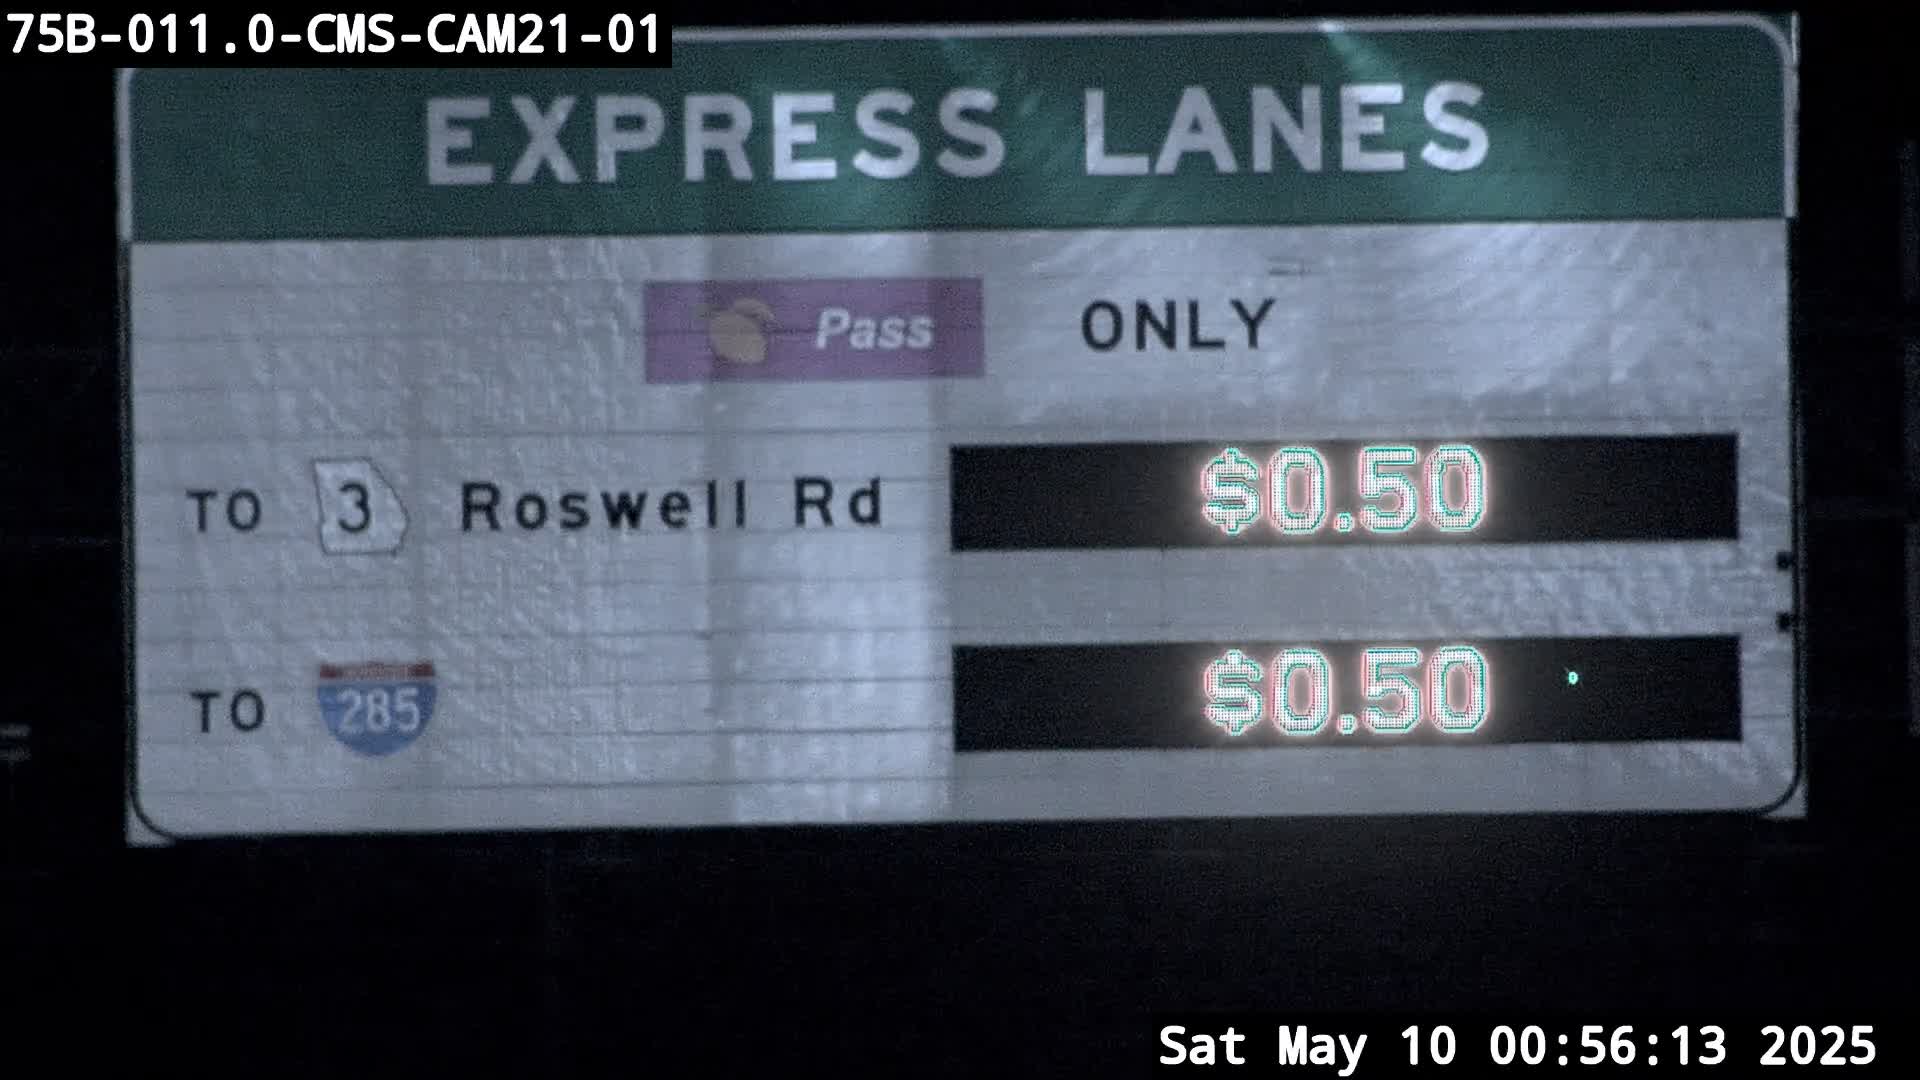 75B-011.0-CMS-CAM21-01
EXPRESS LANES
Pass ONLY
TO 3 Roswell Rd $0.50
TO 285 $0.50
Sat May 10 00:56:13 2025